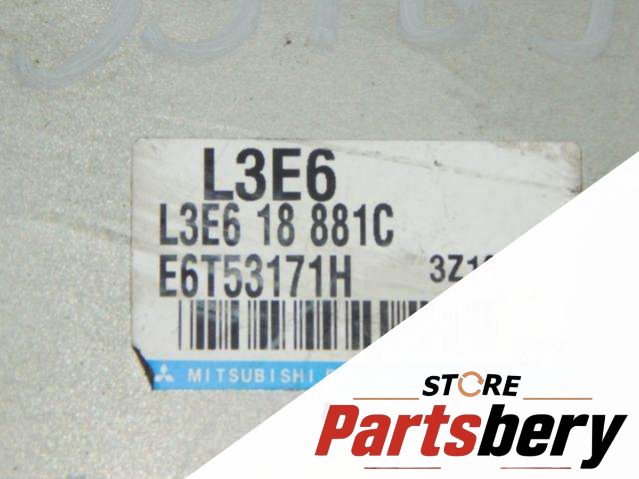 L3E6
L3E6 18 881C
E6T53171H
MITSUBISHI
STORE
Partsbery